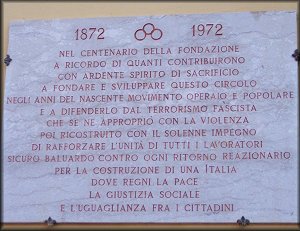 1872 1972
NEL CENTENARIO DELLA FONDAZIONE
A RICORDO DI QUANTI CONTRIBUIRONO
CON ARDENTE SPIRITO DI SACRIFICIO
A FONDARE E SVILUPPARE QUESTO CIRCOLO
NEGLI ANNI DEL NASCENTE MOVIMENTO OPERAIO E POPOLARE
E A DIFENDERLO DAL TERRORISMO FASCISTA
CHE SE NE APPROPRIÒ CON LA VIOLENZA
POI RICOSTRUITO CON IL SOLENNE IMPEGNO
DI RAFFORZARE L'UNITÀ DI TUTTI I LAVORATORI
SICURO BALUARDO CONTRO OGNI RITORNO REAZIONARIO
PER LA COSTRUZIONE DI UNA ITALIA
DOVE REGNI LA PACE
LA GIUSTIZIA SOCIALE
E L'UGUAGLIANZA FRA I CITTADINI